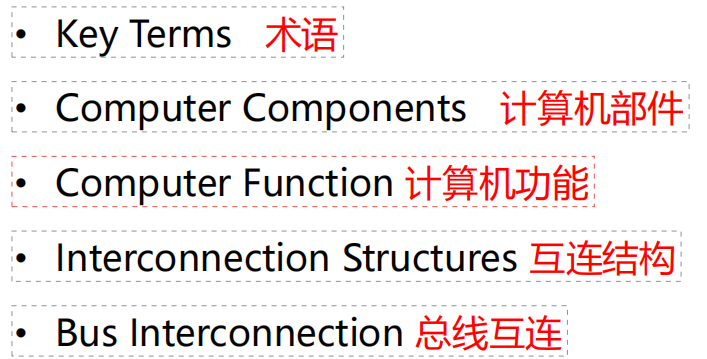 • Key Terms 术语
• Computer Components 计算机部件
• Computer Function 计算机功能
• Interconnection Structures 互连结构
• Bus Interconnection 总线互连